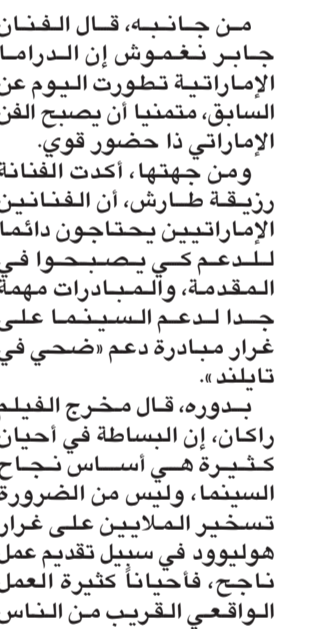 من جانبه، قال الفنان
جابر نغموش إن الدراما
الإماراتية تطورت اليوم عن
السابق، متمنيا أن يصبح الفن
الإماراتي ذا حضور قوي.
ومن جهتها، أكدت الفنانة
رزيقة طارش، أن الفنانين
الإماراتيين يحتاجون دائما
للدعم كي يصبحوا في
المقدمة، والمبادرات مهمة
جدا لدعم السينما على
غرار مبادرة دعم «ضحي في
تايلند».
بدوره، قال مخرج الفيلم
راكان، إن البساطة في أحيان
كثيرة هي أساس نجاح
السينما، وليس من الضرورة
تسخير الملايين على غرار
هوليوود في سبيل تقديم عمل
ناجح، فأحياناً كثيرة العمل
الواقعي القريب من الناس